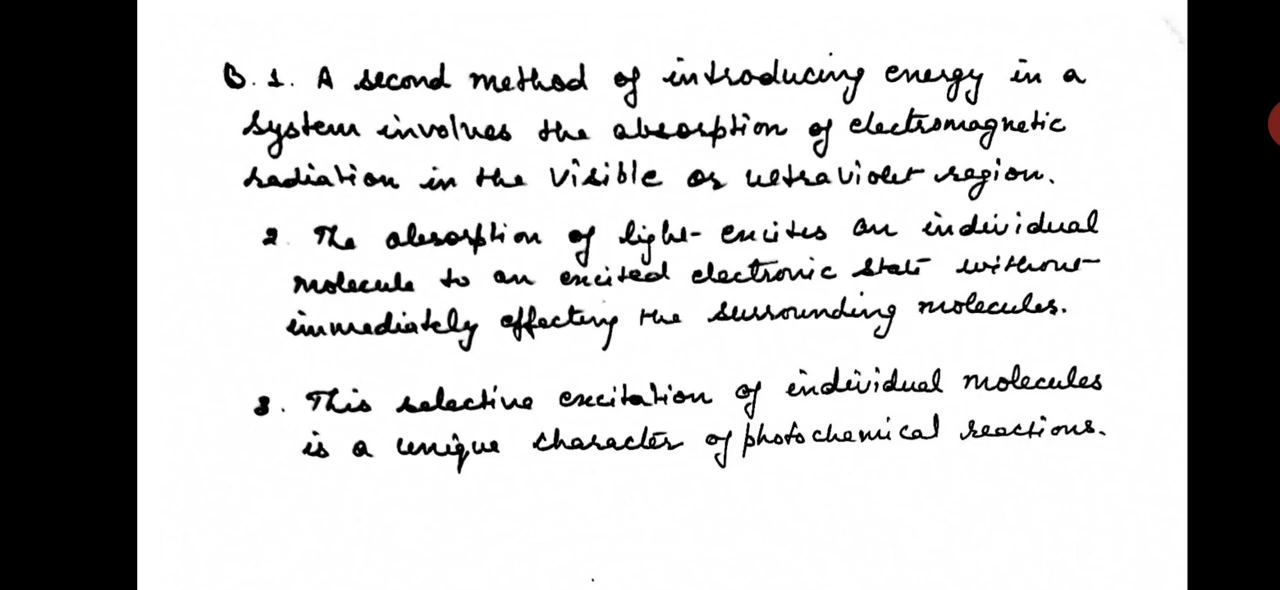 B. 1. A second method of introducing energy in a
system involves the absorption of electromagnetic
radiation in the visible or ultraviolet region.
2. The absorption of light excites an individual
molecule to an excited electronic state without
immediately affecting the surrounding molecules.
3. This selective excitation of individual molecules
is a unique character of photochemical reactions.